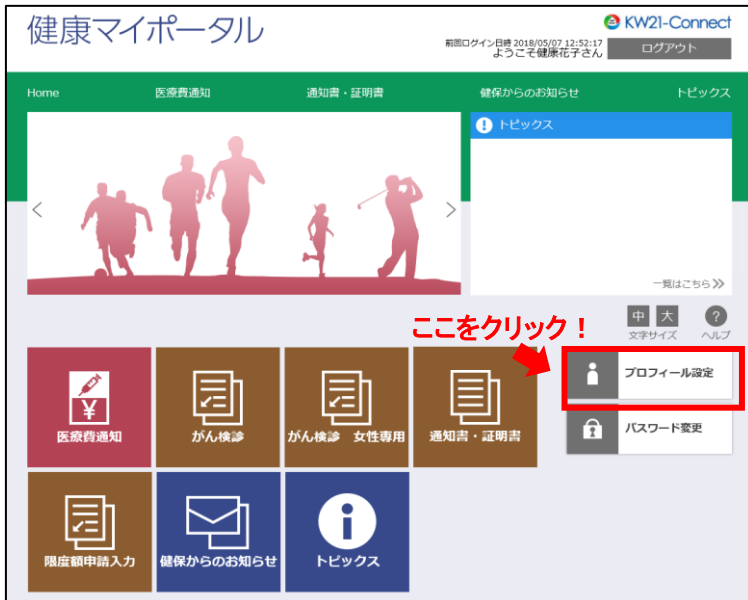 健康マイポータル
KW21-Connect
前回ログイン日時 2018/05/07 12:52:17
ようこそ健康花子さん
ログアウト
Home 医療費通知 通知書・証明書 健保からのお知らせ トピックス
! トピックス
一覧はこちら
中 大 ?
文字サイズ ヘルプ
ここをクリック！
プロフィール設定
パスワード変更
¥
医療費通知 がん検診 がん検診 女性専用 通知書・証明書
i
限度額申請入力 健保からのお知らせ トピックス